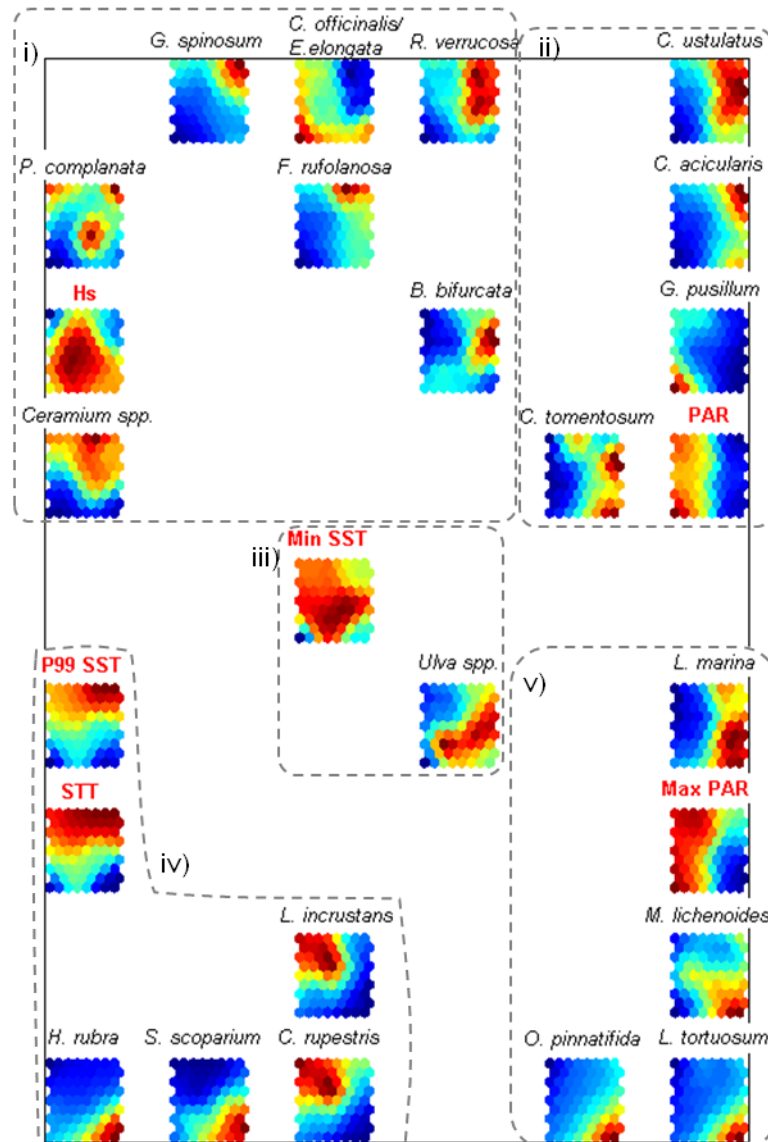 i)
G. spinosum
C. officinalis/
E.elongata
R. verrucosa
ii)
C. ustulatus
P. complanata
F. rufolanosa
C. acicularis
Hs
B. bifurcata
G. pusillum
Ceramium spp.
C. tomentosum
PAR
iii)
Min SST
P99 SST
Ulva spp.
v)
L. marina
STT
Max PAR
iv)
L. incrustans
M. lichenoides
H. rubra
S. scoparium
C. rupestris
O. pinnatifida
L. tortuosum